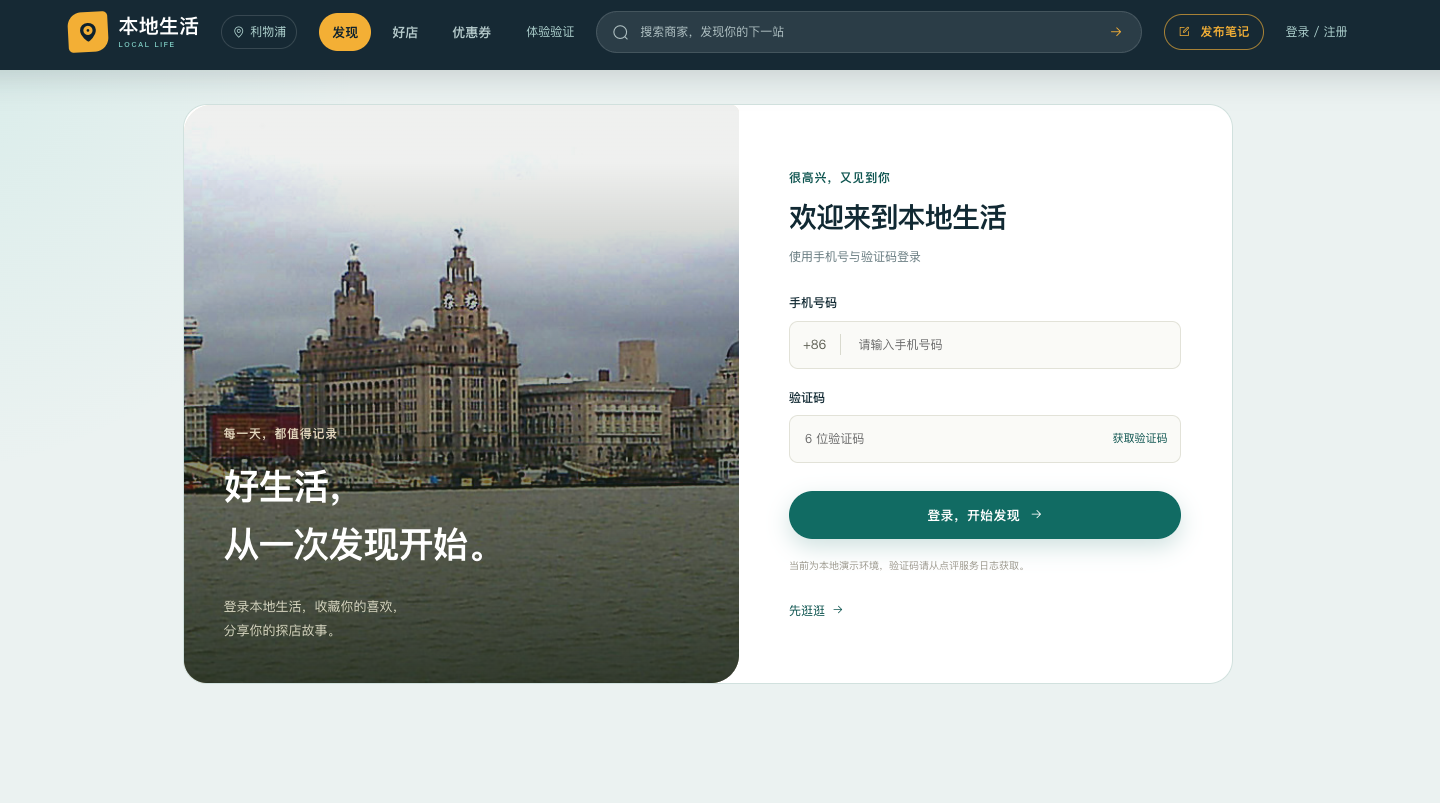 本地生活
LOCAL LIFE
利物浦
发现
好店
优惠券
体验验证
搜索商家，发现你的下一站
发布笔记
登录 / 注册
每一天，都值得记录
好生活，
从一次发现开始。
登录本地生活，收藏你的喜欢，
分享你的探店故事。
很高兴，又见到你
欢迎来到本地生活
使用手机号与验证码登录
手机号码
+86
请输入手机号码
验证码
6 位验证码
获取验证码
登录，开始发现
当前为本地演示环境，验证码请从点评服务日志获取。
先逛逛